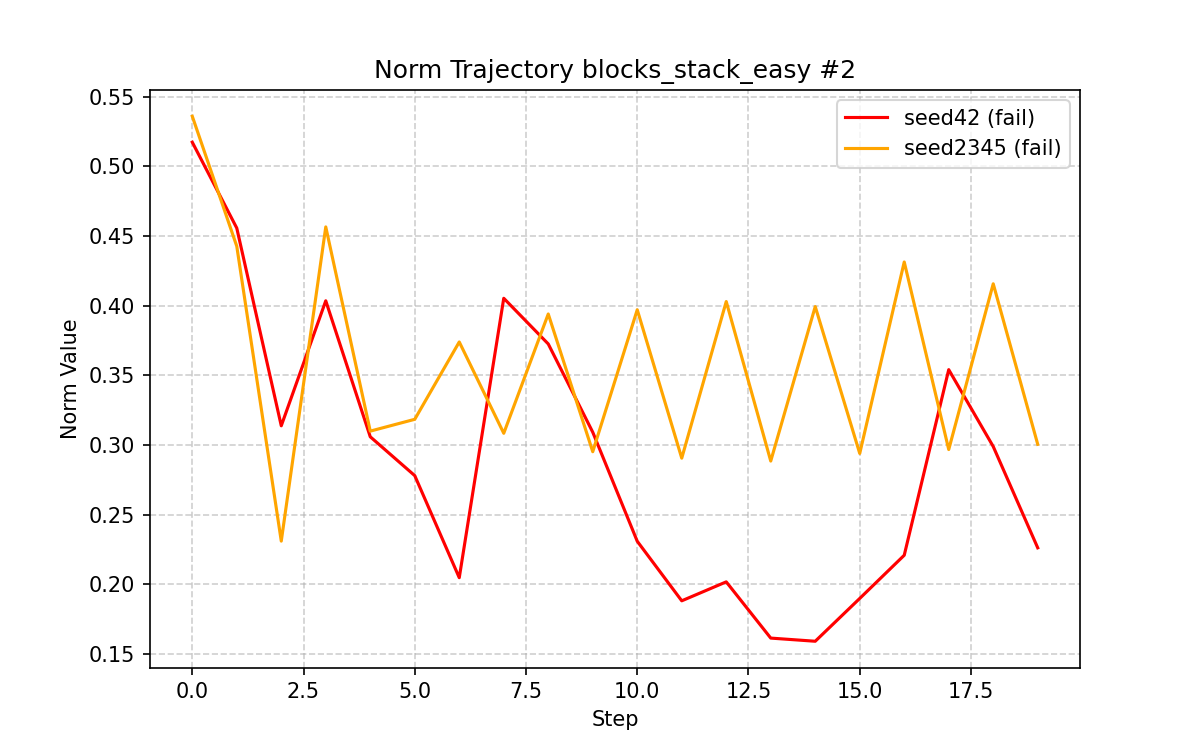 Norm Trajectory blocks_stack_easy #2
seed42 (fail)
seed2345 (fail)
Norm Value
0.55
0.50
0.45
0.40
0.35
0.30
0.25
0.20
0.15
0.0 2.5 5.0 7.5 10.0 12.5 15.0 17.5
Step